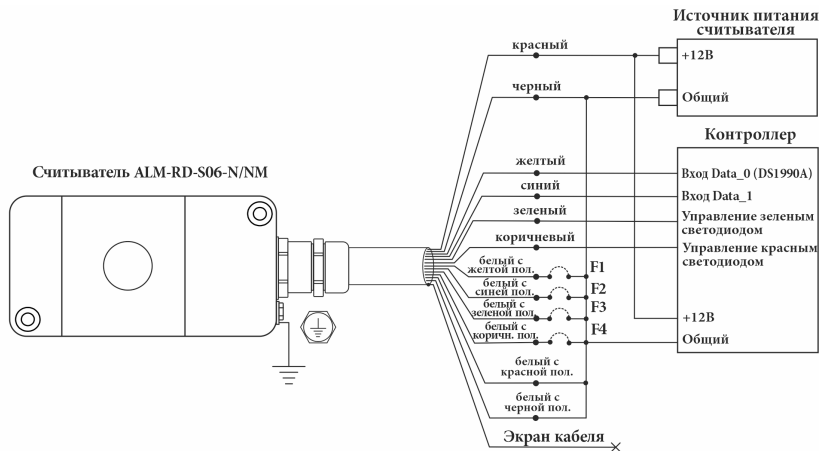 Источник питания
считывателя
красный
+12В
черный
Общий
Контроллер
Считыватель ALM-RD-S06-N/NM
желтый
Вход Data_0 (DS1990A)
синий
Вход Data_1
зеленый
Управление зеленым
светодиодом
коричневый
Управление красным
светодиодом
белый с
желтой пол.
F1
белый с
синей пол.
F2
белый с
зеленой пол.
F3
белый с
коричн. пол.
F4
+12В
Общий
белый с
красной пол.
белый с
черной пол.
Экран кабеля